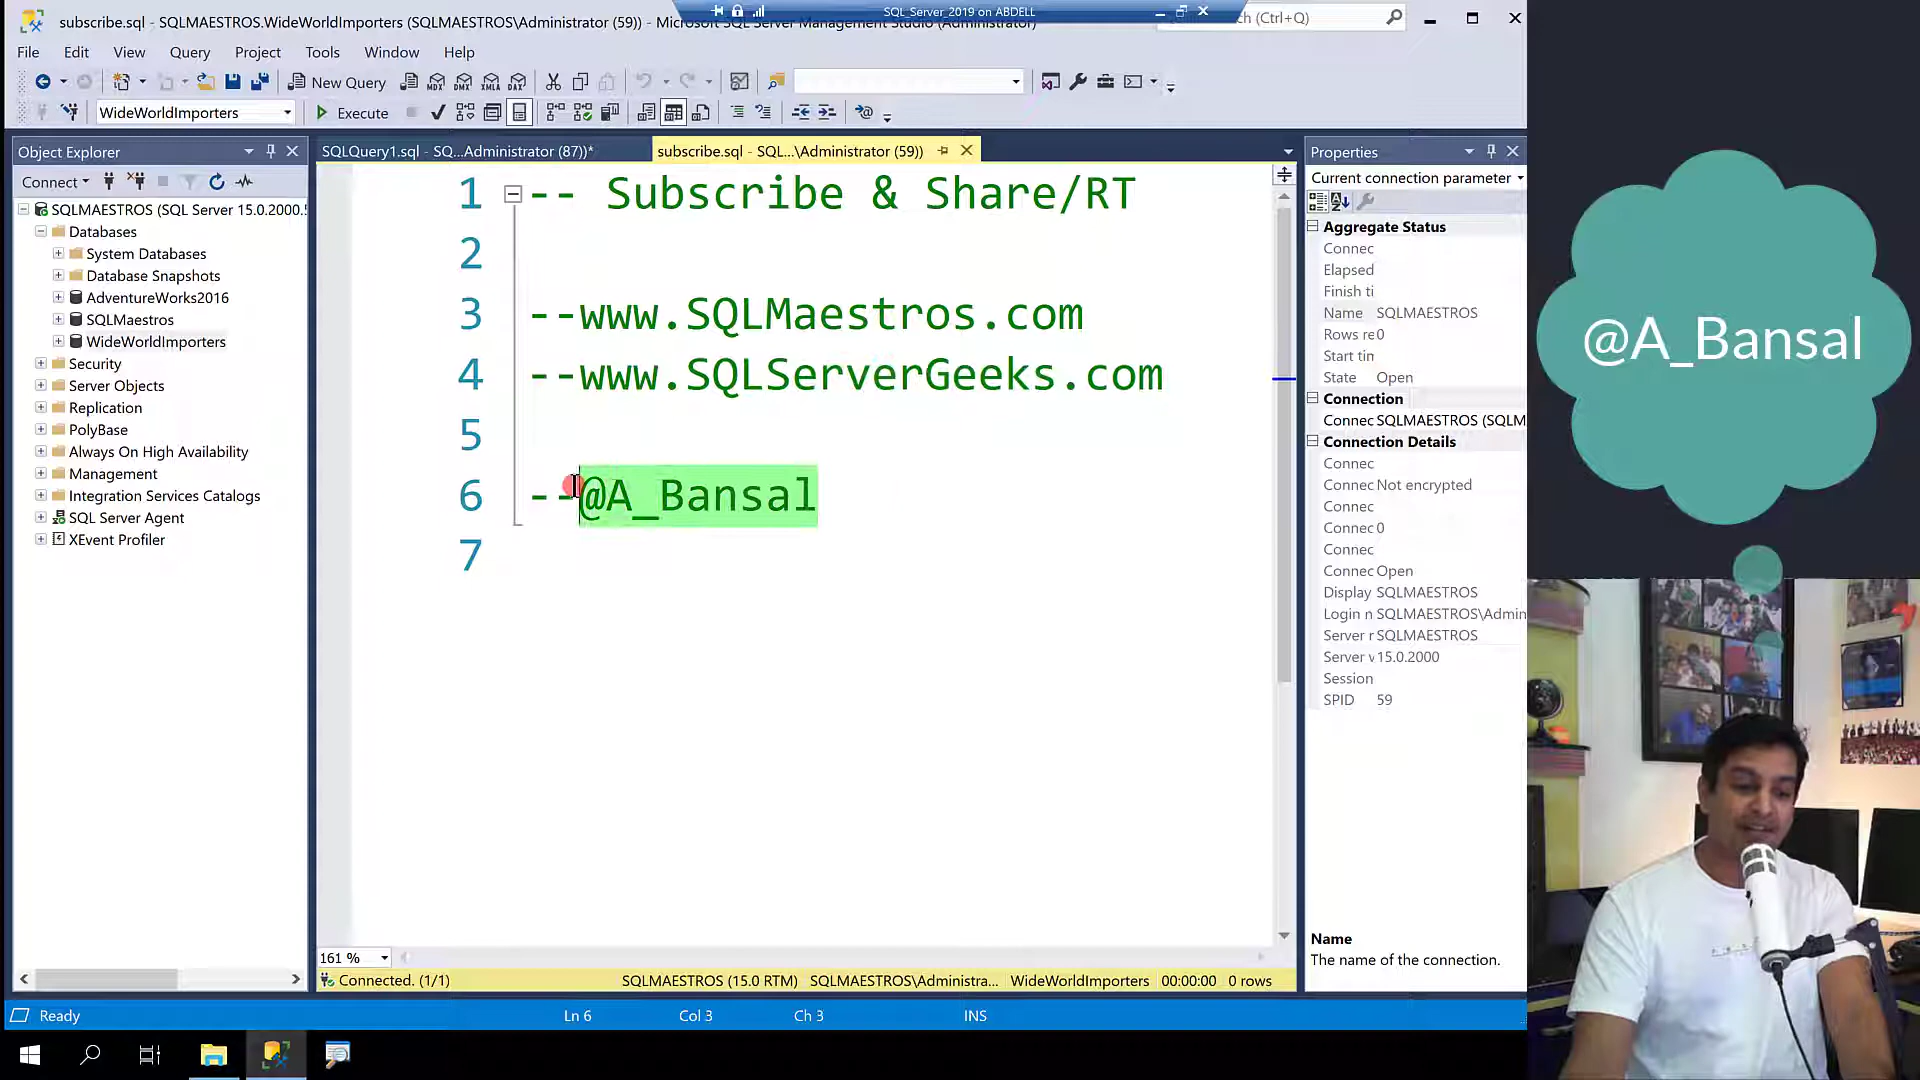 subscribe.sql - SQLMAESTROS.WideWorldImporters (SQLMAESTROS\Administrator (59)) - Microsoft SQL Server Management Studio (Administrator)
SQL_Server_2019 on ABDELL
(Ctrl+Q)
File Edit View Query Project Tools Window Help
New Query
MDX DMX XMLA DAX
WideWorldImporters
Execute
Object Explorer
Connect
SQLMAESTROS (SQL Server 15.0.2000.5
Databases
System Databases
Database Snapshots
AdventureWorks2016
SQLMaestros
WideWorldImporters
Security
Server Objects
Replication
PolyBase
Always On High Availability
Management
Integration Services Catalogs
SQL Server Agent
XEvent Profiler
SQLQuery1.sql - SQ...Administrator (87))*
subscribe.sql - SQL...\Administrator (59))
1 -- Subscribe & Share/RT
2
3 --www.SQLMaestros.com
4 --www.SQLServerGeeks.com
5
6 --@A_Bansal
7
161 %
Connected. (1/1)
SQLMAESTROS (15.0 RTM)
SQLMAESTROS\Administra...
WideWorldImporters
00:00:00
0 rows
Properties
Current connection parameter
Aggregate Status
Connec
Elapsed
Finish ti
Name SQLMAESTROS
Rows re 0
Start tin
State Open
Connection
Connec SQLMAESTROS (SQLM
Connection Details
Connec
Connec Not encrypted
Connec
Connec 0
Connec
Connec Open
Display SQLMAESTROS
Login n SQLMAESTROS\Admin
Server r SQLMAESTROS
Server v 15.0.2000
Session
SPID 59
Name
The name of the connection.
Ready
Ln 6
Col 3
Ch 3
INS
@A_Bansal